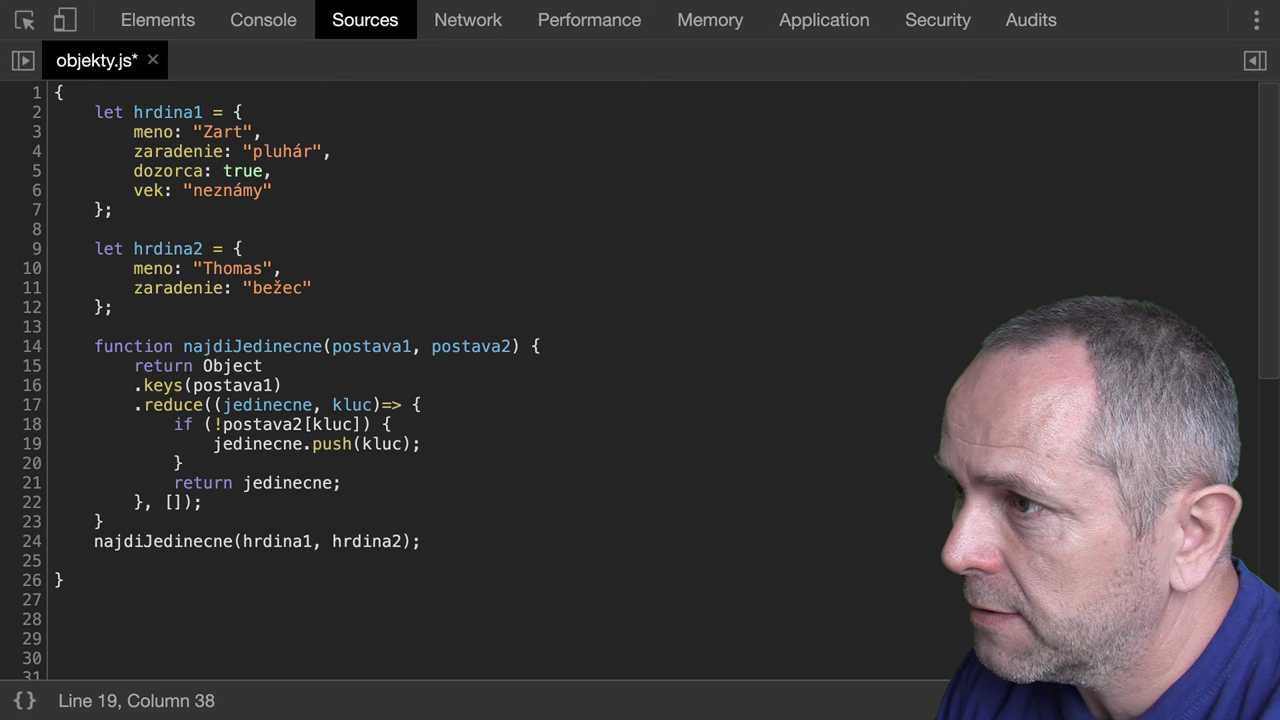 Elements Console Sources Network Performance Memory Application Security Audits
objekty.js* ×
1 {
2 let hrdina1 = {
3 meno: "Zart",
4 zaradenie: "pluhár",
5 dozorca: true,
6 vek: "neznámy"
7 };
8
9 let hrdina2 = {
10 meno: "Thomas",
11 zaradenie: "bežec"
12 };
13
14 function najdiJedinecne(postava1, postava2) {
15 return Object
16 .keys(postava1)
17 .reduce((jedinecne, kluc)=> {
18 if (!postava2[kluc]) {
19 jedinecne.push(kluc);
20 }
21 return jedinecne;
22 }, []);
23 }
24 najdiJedinecne(hrdina1, hrdina2);
25
26 }
27
28
29
30
31
{} Line 19, Column 38